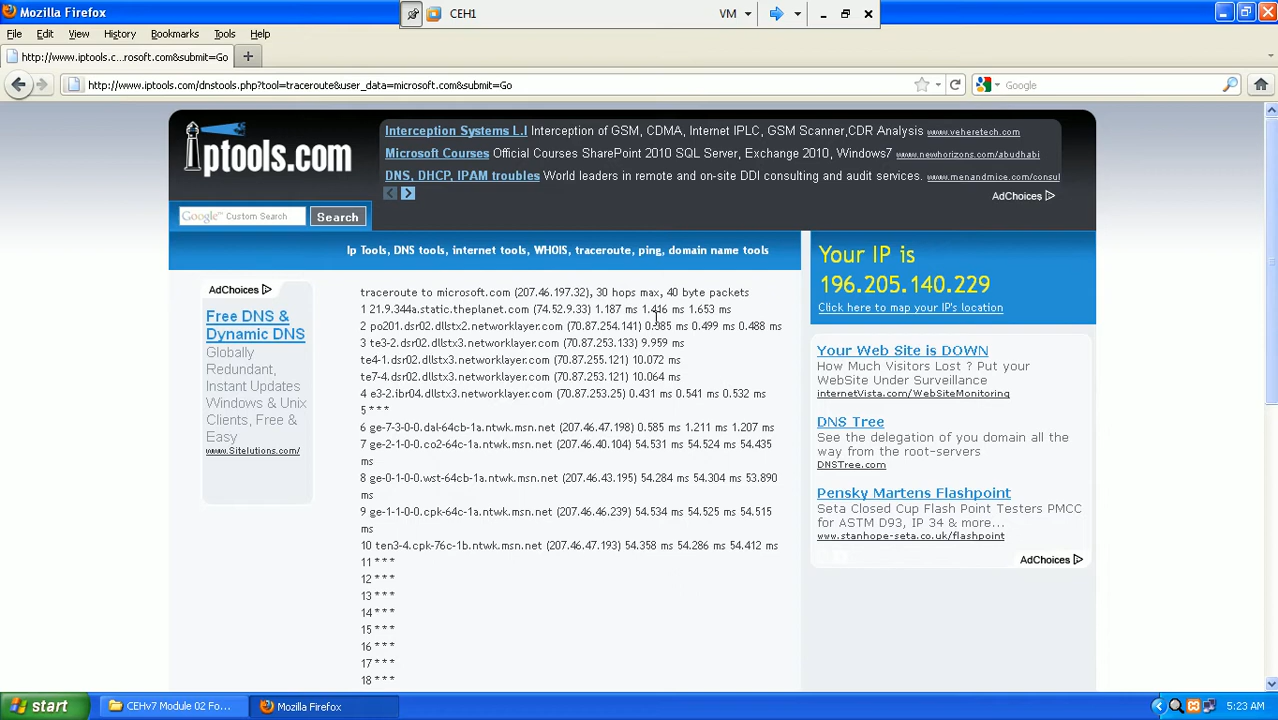 Mozilla Firefox
CEH1
VM
File Edit View History Bookmarks Tools Help
http://www.iptools.c...rosoft.com&submit=Go
http://www.iptools.com/dnstools.php?tool=traceroute&user_data=microsoft.com&submit=Go
Google
iptools.com
Interception Systems L.I Interception of GSM, CDMA, Internet IPLC, GSM Scanner,CDR Analysis www.veheretech.com
Microsoft Courses Official Courses SharePoint 2010 SQL Server, Exchange 2010, Windows7 www.newhorizons.com/abudhabi
DNS, DHCP, IPAM troubles World leaders in remote and on-site DDI consulting and audit services. www.menandmice.com/consul
AdChoices
Google Custom Search
Search
Ip Tools, DNS tools, internet tools, WHOIS, traceroute, ping, domain name tools
AdChoices
Free DNS &
Dynamic DNS
Globally
Redundant,
Instant Updates
Windows & Unix
Clients, Free &
Easy
www.Sitelutions.com/
traceroute to microsoft.com (207.46.197.32), 30 hops max, 40 byte packets
1 21.9.344a.static.theplanet.com (74.52.9.33) 1.187 ms 1.416 ms 1.653 ms
2 po201.dsr02.dllstx2.networklayer.com (70.87.254.141) 0.385 ms 0.499 ms 0.488 ms
3 te3-2.dsr02.dllstx3.networklayer.com (70.87.253.133) 9.959 ms
te4-1.dsr02.dllstx3.networklayer.com (70.87.255.121) 10.072 ms
te7-4.dsr02.dllstx3.networklayer.com (70.87.253.121) 10.064 ms
4 e3-2.ibr04.dllstx3.networklayer.com (70.87.253.25) 0.431 ms 0.541 ms 0.532 ms
5 * * *
6 ge-7-3-0-0.dal-64cb-1a.ntwk.msn.net (207.46.47.198) 0.585 ms 1.211 ms 1.207 ms
7 ge-2-1-0-0.co2-64c-1a.ntwk.msn.net (207.46.40.104) 54.531 ms 54.524 ms 54.435
ms
8 ge-0-1-0-0.wst-64cb-1a.ntwk.msn.net (207.46.43.195) 54.284 ms 54.304 ms 53.890
ms
9 ge-1-1-0-0.cpk-64c-1a.ntwk.msn.net (207.46.46.239) 54.534 ms 54.525 ms 54.515
ms
10 ten3-4.cpk-76c-1b.ntwk.msn.net (207.46.47.193) 54.358 ms 54.286 ms 54.412 ms
11 * * *
12 * * *
13 * * *
14 * * *
15 * * *
16 * * *
17 * * *
18 * * *
Your IP is
196.205.140.229
Click here to map your IP's location
Your Web Site is DOWN
How Much Visitors Lost ? Put your
WebSite Under Surveillance
internetVista.com/WebSiteMonitoring
DNS Tree
See the delegation of you domain all the
way from the root-servers
DNSTree.com
Pensky Martens Flashpoint
Seta Closed Cup Flash Point Testers PMCC
for ASTM D93, IP 34 & more...
www.stanhope-seta.co.uk/flashpoint
AdChoices
start
CEHv7 Module 02 Fo...
Mozilla Firefox
5:23 AM